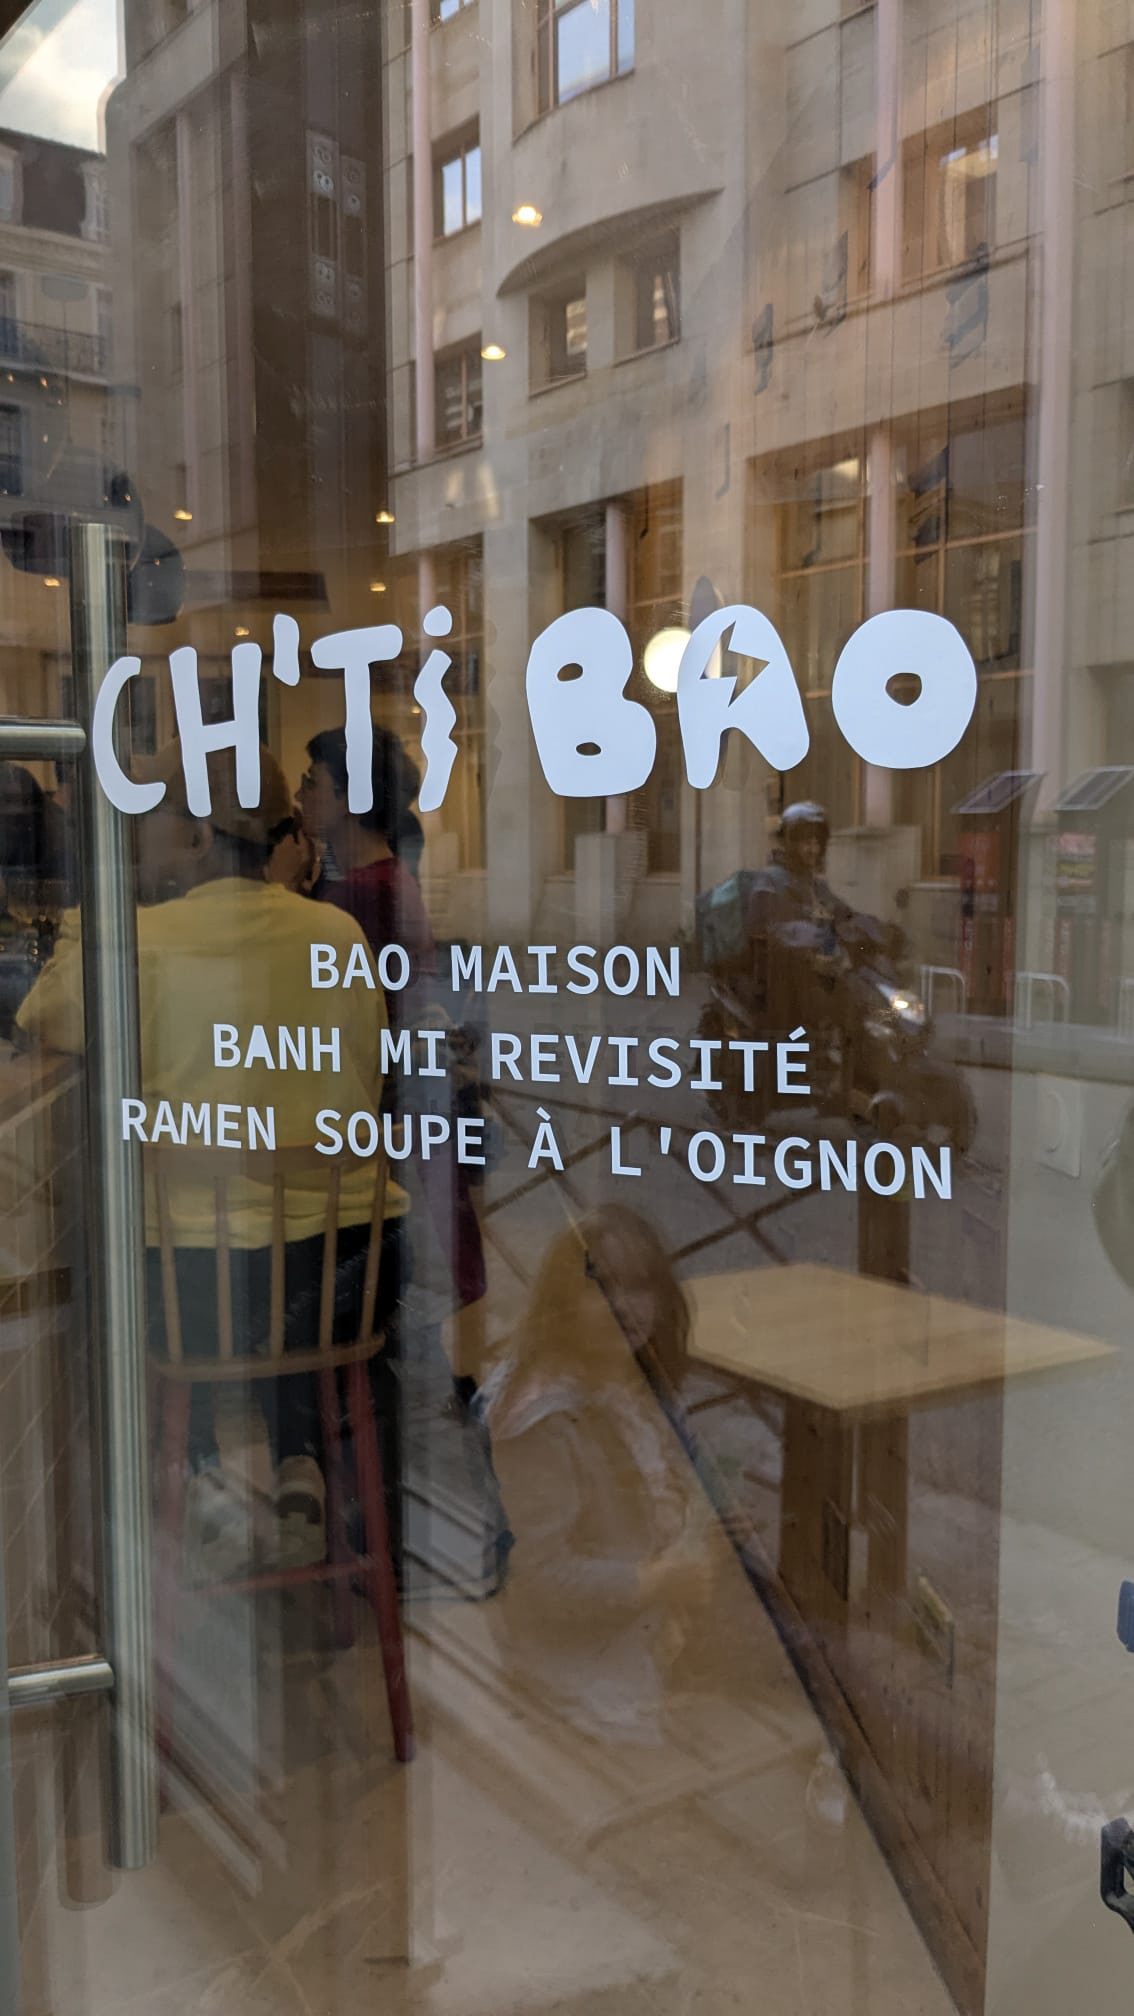 CH'Ti BAO
BAO MAISON
BANH MI REVISITÉ
RAMEN SOUPE À L'OIGNON